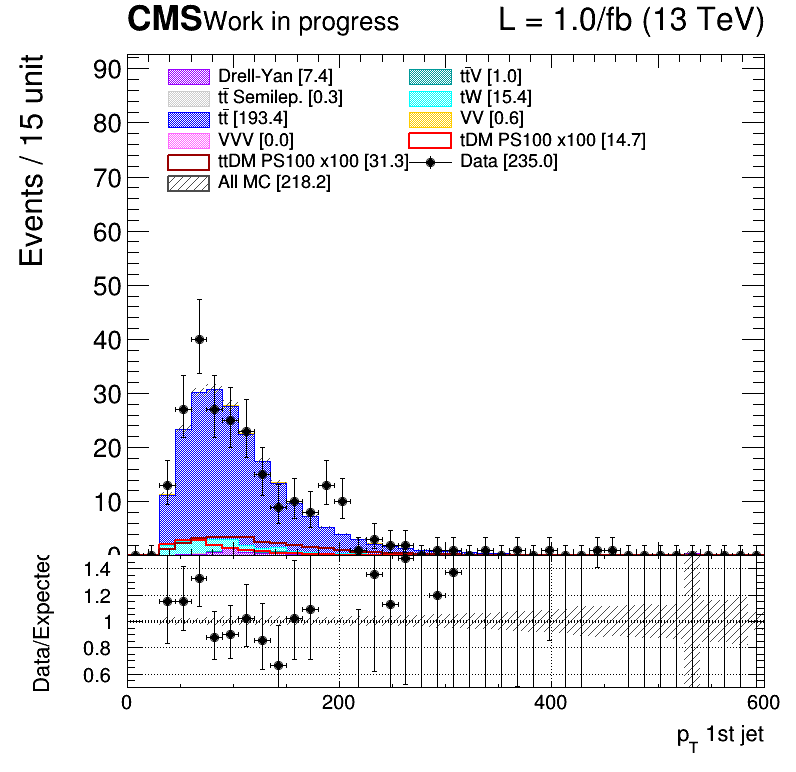 CMS Work in progress L = 1.0/fb (13 TeV)
Events / 15 unit
90
80
70
60
50
40
30
20
10
0
Drell-Yan [7.4]
tt̄V [1.0]
tt̄ Semilep. [0.3]
tW [15.4]
tt̄ [193.4]
VV [0.6]
VVV [0.0]
tDM PS100 x100 [14.7]
ttDM PS100 x100 [31.3]
Data [235.0]
All MC [218.2]
Data/Expected
1.4
1.2
1
0.8
0.6
0 200 400 600
p_T 1st jet